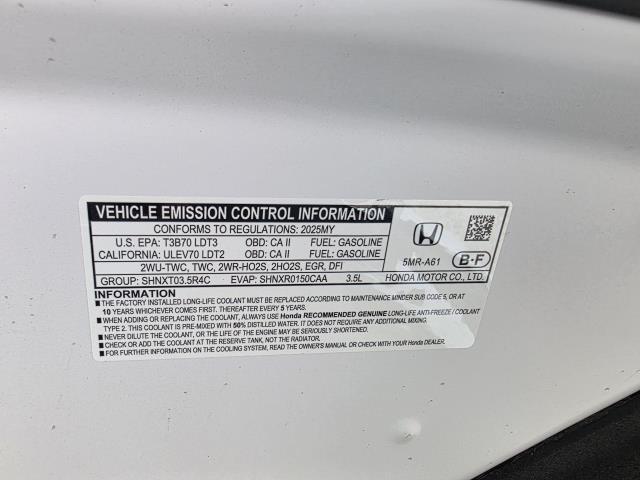 VEHICLE EMISSION CONTROL INFORMATION
CONFORMS TO REGULATIONS: 2025MY
U.S. EPA: T3B70 LDT3 OBD: CA II FUEL: GASOLINE
CALIFORNIA: ULEV70 LDT2 OBD: CA II FUEL: GASOLINE
2WU-TWC, TWC, 2WR-HO2S, 2HO2S, EGR, DFI
GROUP: SHNXT03.5R4C EVAP: SHNXR0150CAA 3.5L
5MR-A61
B-F
HONDA MOTOR CO., LTD.
INFORMATION
■ THE FACTORY INSTALLED LONG-LIFE COOLANT MUST BE REPLACED ACCORDING TO MAINTENANCE MINDER SUB CODE 5, OR AT
10 YEARS WHICHEVER COMES FIRST. THEREAFTER EVERY 5 YEARS.
■ WHEN ADDING OR REPLACING THE COOLANT, ALWAYS USE Honda RECOMMENDED GENUINE LONG-LIFE ANTI-FREEZE / COOLANT
TYPE 2. THIS COOLANT IS PRE-MIXED WITH 50% DISTILLED WATER. IT DOES NOT REQUIRE ANY ADDITIONAL MIXING.
■ NEVER DILUTE THE COOLANT, OR THE LIFE OF THE ENGINE MAY BE SERIOUSLY SHORTENED.
■ CHECK OR ADD THE COOLANT AT THE RESERVE TANK, NOT THE RADIATOR.
■ FOR FURTHER INFORMATION ON THE COOLING SYSTEM, READ THE OWNER'S MANUAL OR CHECK WITH YOUR Honda DEALER.